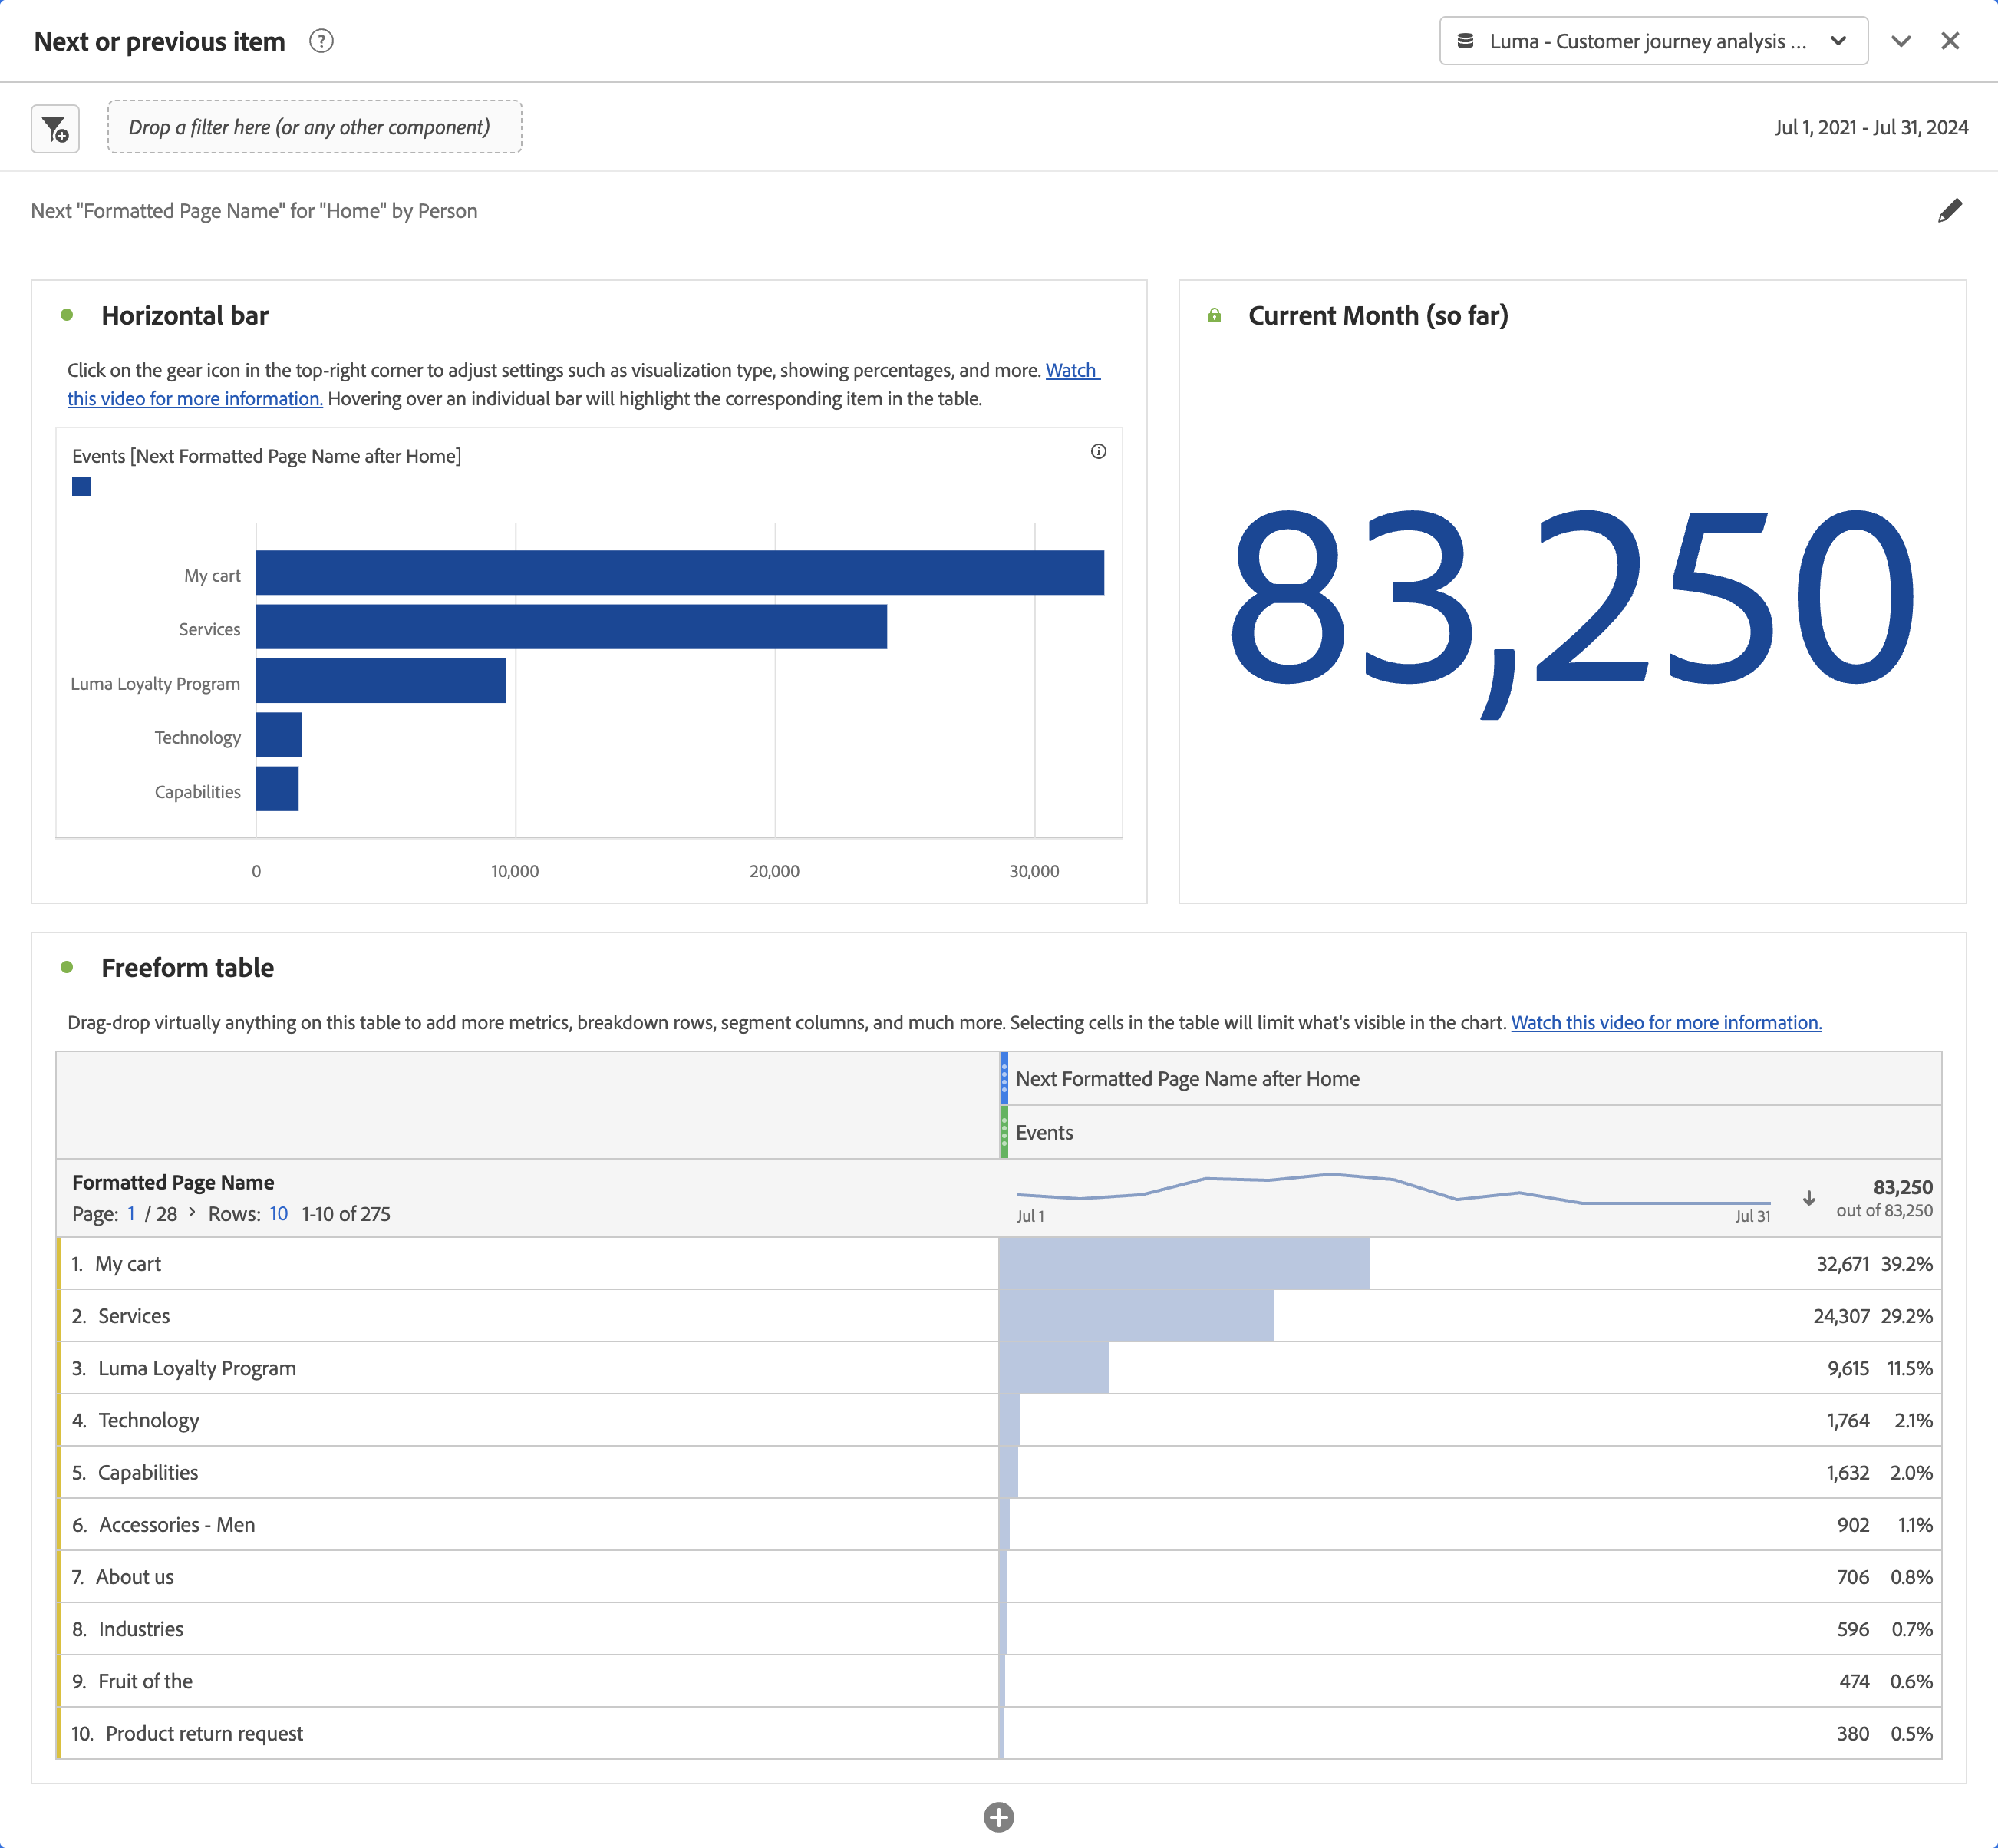 Next or previous item
Luma - Customer journey analysis ...
Drop a filter here (or any other component)
Jul 1, 2021 - Jul 31, 2024
Next "Formatted Page Name" for "Home" by Person
Horizontal bar
Click on the gear icon in the top-right corner to adjust settings such as visualization type, showing percentages, and more. Watch
this video for more information. Hovering over an individual bar will highlight the corresponding item in the table.
Events [Next Formatted Page Name after Home]
My cart
Services
Luma Loyalty Program
Technology
Capabilities
0 10,000 20,000 30,000
Current Month (so far)
83,250
Freeform table
Drag-drop virtually anything on this table to add more metrics, breakdown rows, segment columns, and much more. Selecting cells in the table will limit what's visible in the chart. Watch this video for more information.
Next Formatted Page Name after Home
Events
Formatted Page Name
Page: 1 / 28 > Rows: 10 1-10 of 275
Jul 1 Jul 31
83,250
out of 83,250
1. My cart 32,671 39.2%
2. Services 24,307 29.2%
3. Luma Loyalty Program 9,615 11.5%
4. Technology 1,764 2.1%
5. Capabilities 1,632 2.0%
6. Accessories - Men 902 1.1%
7. About us 706 0.8%
8. Industries 596 0.7%
9. Fruit of the 474 0.6%
10. Product return request 380 0.5%